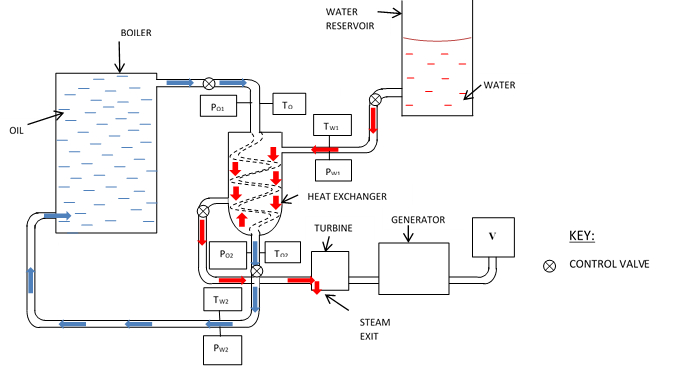 WATER
RESERVOIR
BOILER
WATER
P01
TO
OIL
TW1
PW1
HEAT EXCHANGER
GENERATOR
TURBINE
V
KEY:
PO2
TO2
CONTROL VALVE
TW2
STEAM
EXIT
PW2